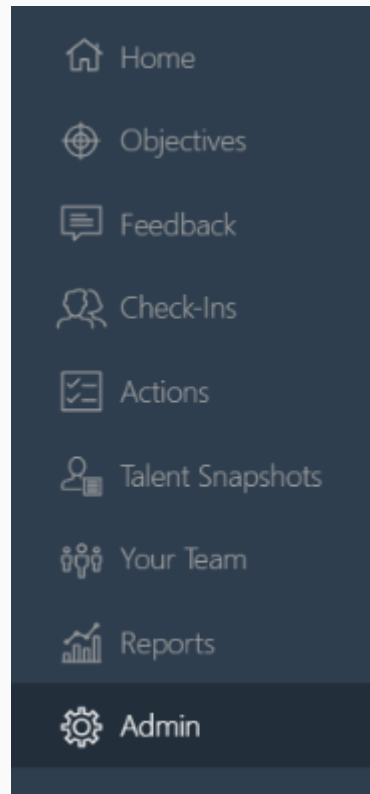 Home
Objectives
Feedback
Check-Ins
Actions
Talent Snapshots
Your Team
Reports
Admin